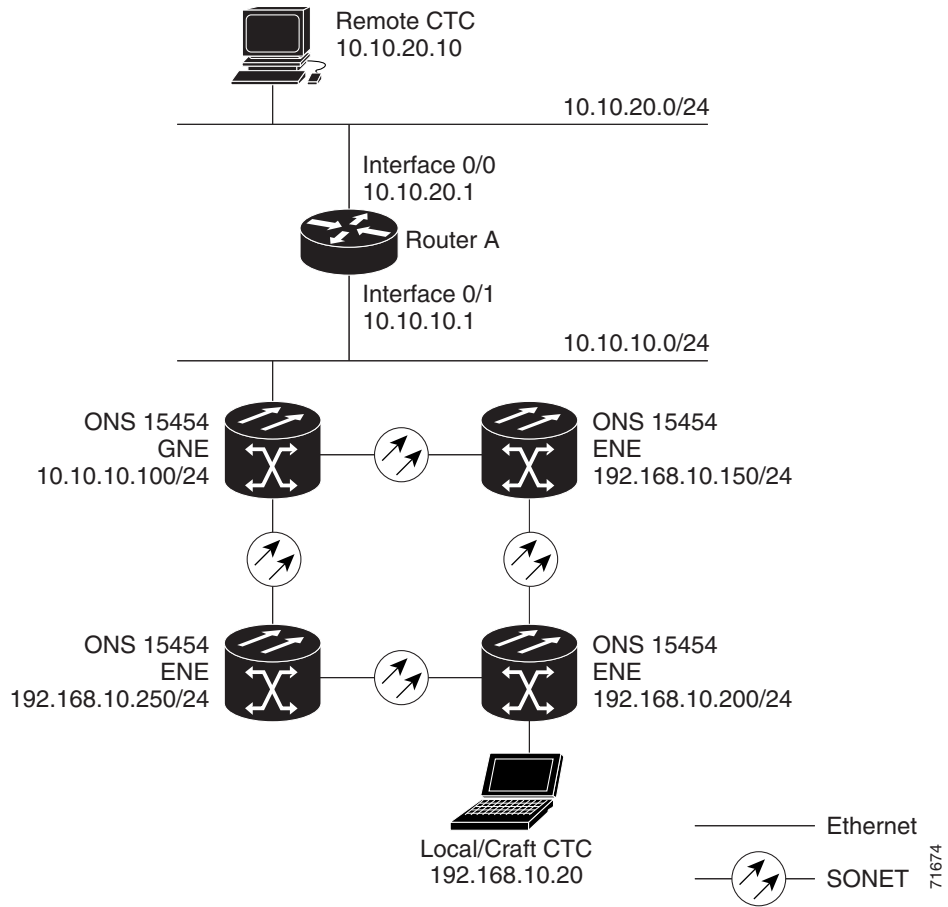 Remote CTC
10.10.20.10
10.10.20.0/24
Interface 0/0
10.10.20.1
Router A
Interface 0/1
10.10.10.1
10.10.10.0/24
ONS 15454
GNE
10.10.10.100/24
ONS 15454
ENE
192.168.10.150/24
ONS 15454
ENE
192.168.10.250/24
ONS 15454
ENE
192.168.10.200/24
Local/Craft CTC
192.168.10.20
Ethernet
SONET
71674